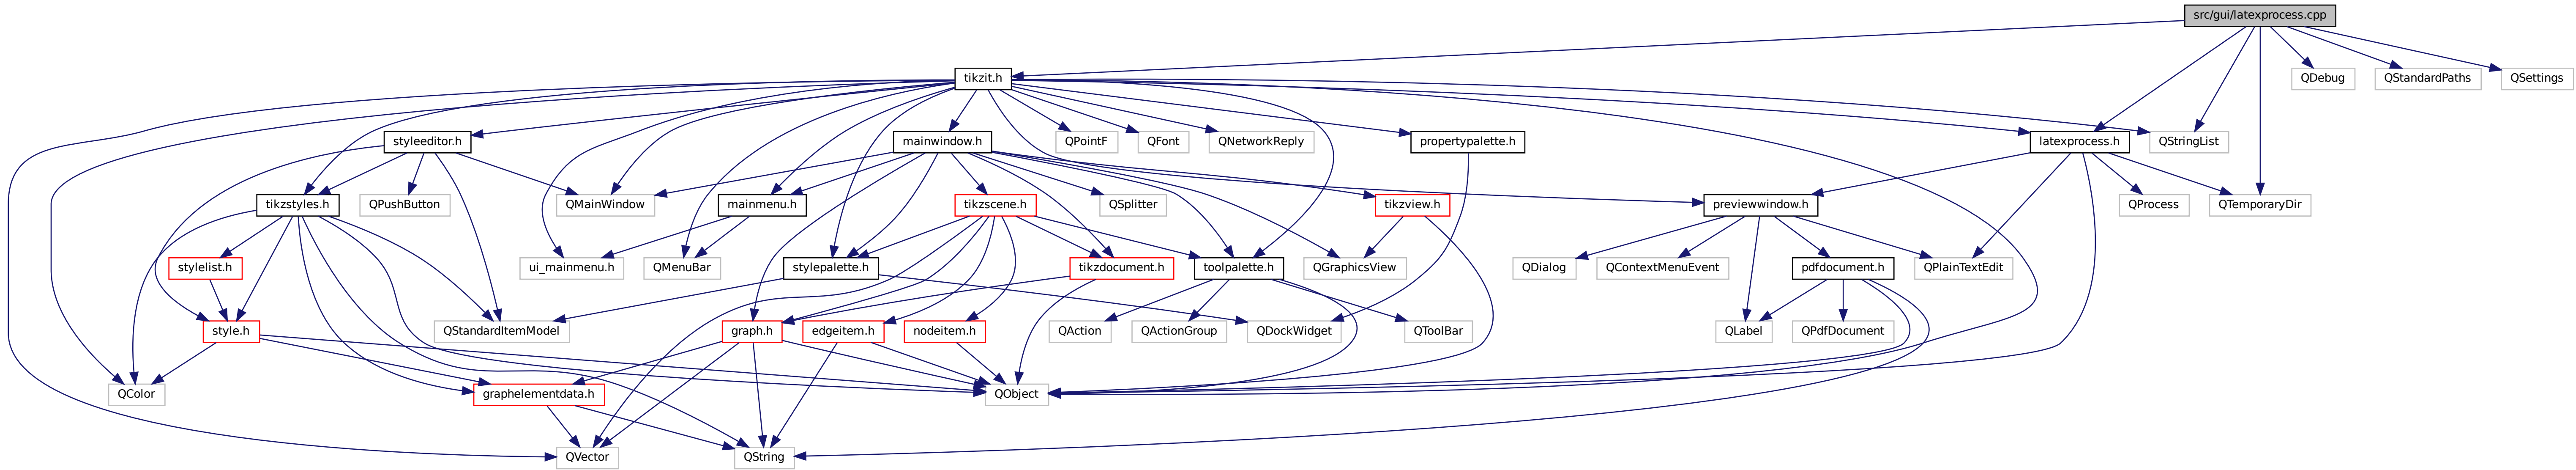 src/gui/latexprocess.cpp
tikzit.h
QDebug
QStandardPaths
QSettings
styleeditor.h
mainwindow.h
QPointF
QFont
QNetworkReply
propertypalette.h
latexprocess.h
QStringList
tikzstyles.h
QPushButton
QMainWindow
mainmenu.h
tikzscene.h
QSplitter
tikzview.h
previewwindow.h
QProcess
QTemporaryDir
stylelist.h
ui_mainmenu.h
QMenuBar
stylepalette.h
tikzdocument.h
toolpalette.h
QGraphicsView
QDialog
QContextMenuEvent
pdfdocument.h
QPlainTextEdit
style.h
QStandardItemModel
graph.h
edgeitem.h
nodeitem.h
QAction
QActionGroup
QDockWidget
QToolBar
QLabel
QPdfDocument
QColor
graphelementdata.h
QObject
QVector
QString